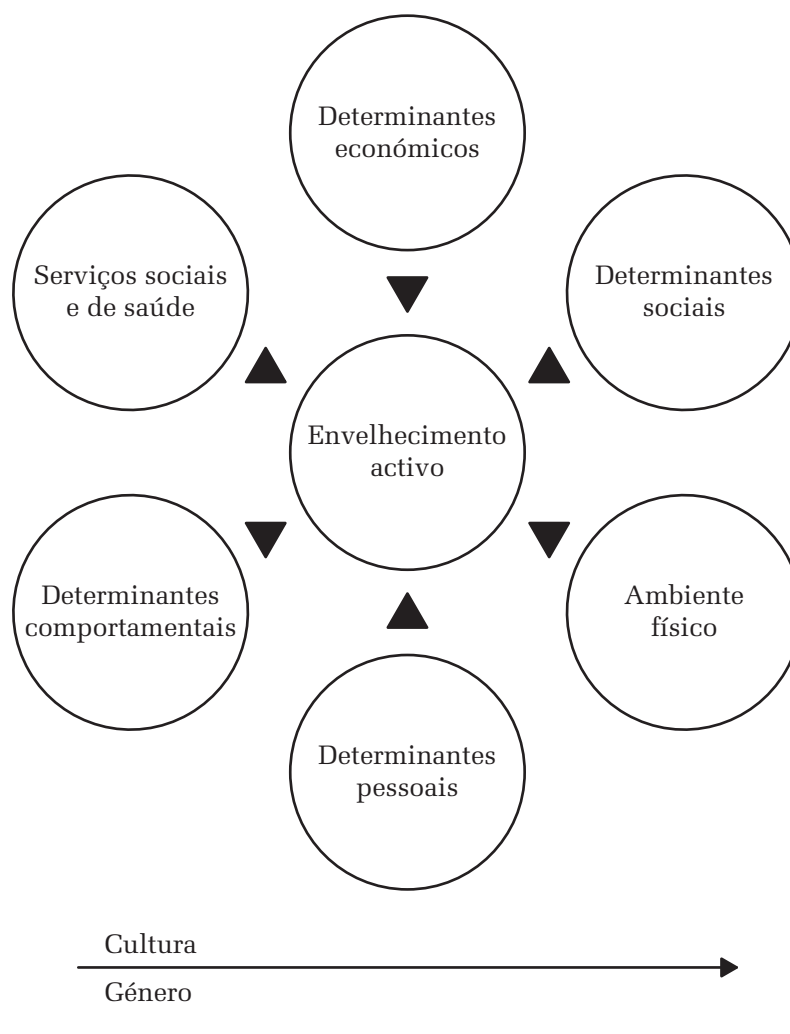 Determinantes
económicos
Serviços sociais
e de saúde
Determinantes
sociais
Envelhecimento
activo
Determinantes
comportamentais
Ambiente
físico
Determinantes
pessoais
Cultura
Género